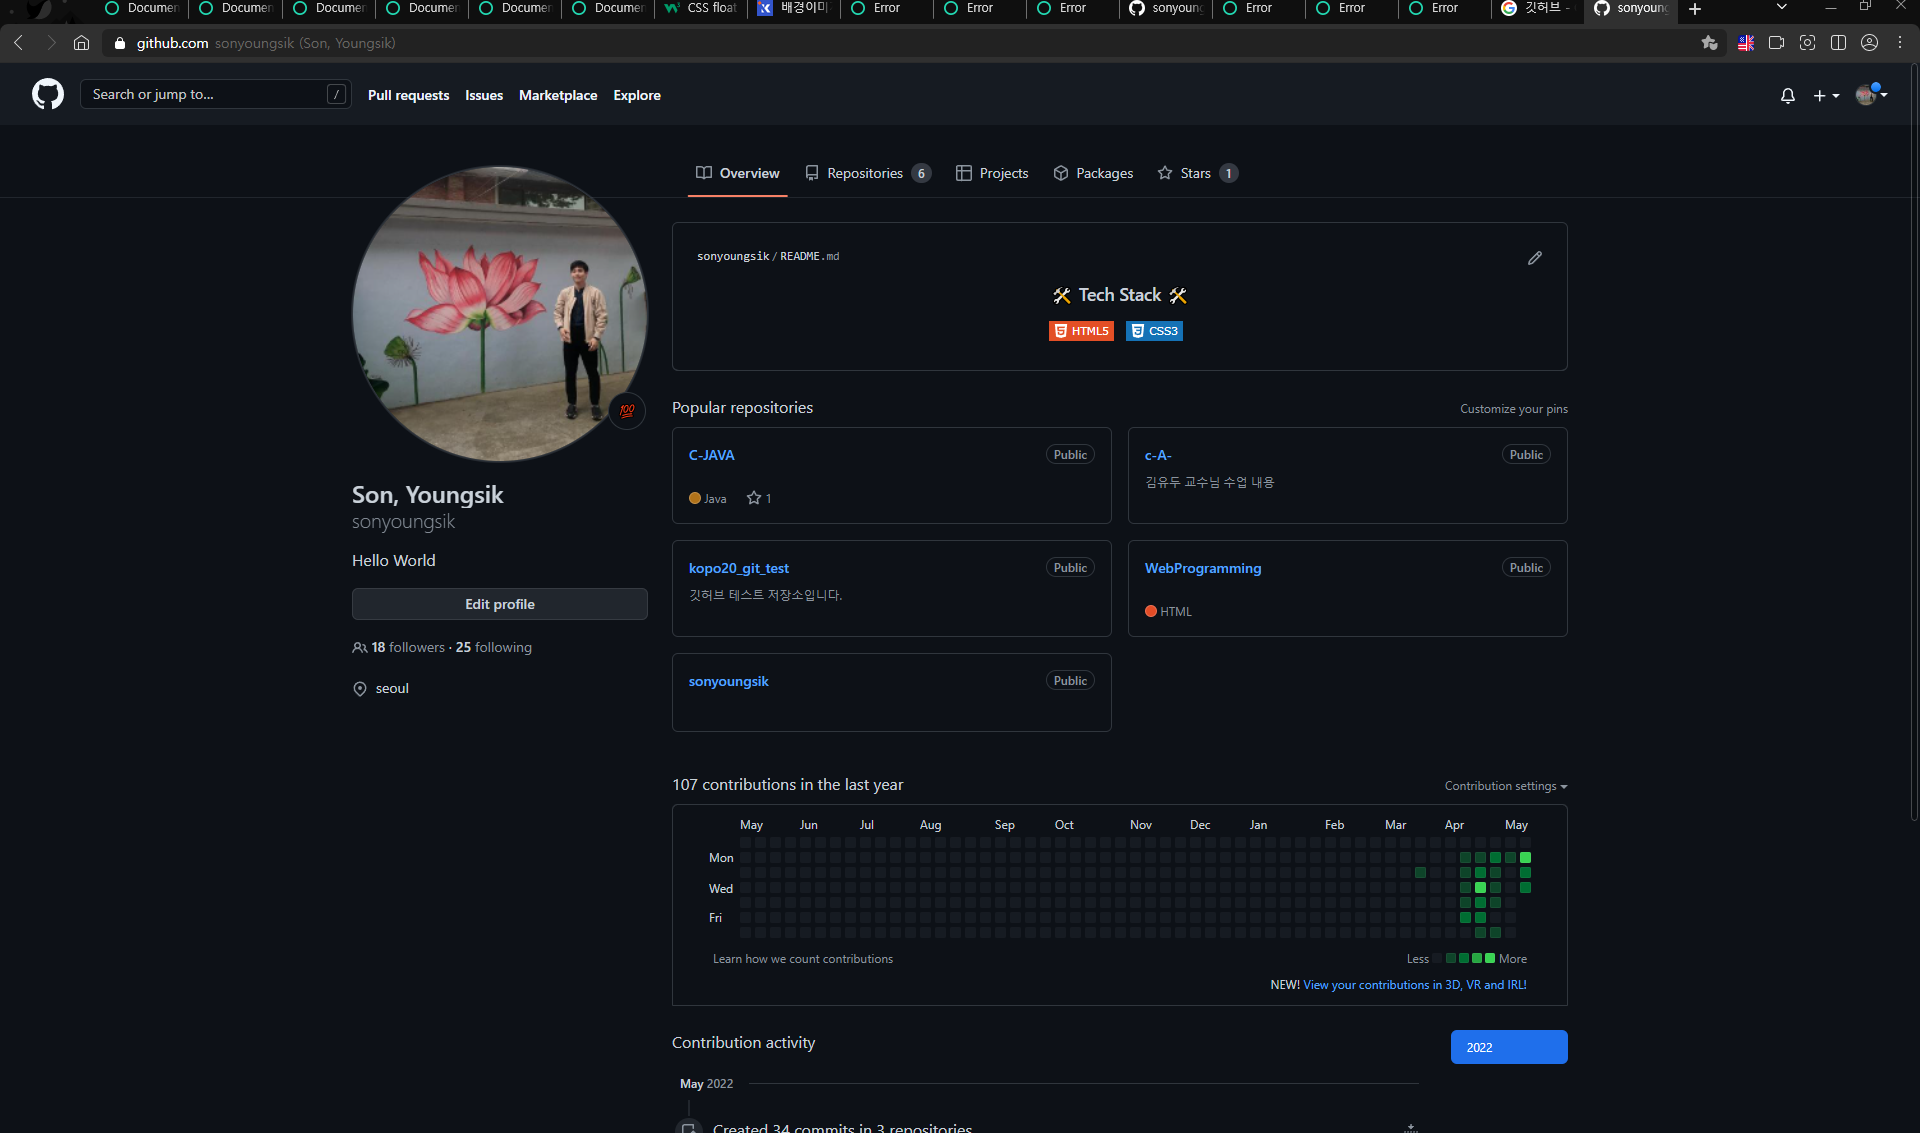 Documen Documen Documen Documen Documen Documen CSS float 배경이미 Error Error Error sonyoung Error Error Error 깃허브 - sonyoung
github.com sonyoungsik (Son, Youngsik)
Search or jump to... / Pull requests Issues Marketplace Explore
Overview Repositories 6 Projects Packages Stars 1
sonyoungsik / README.md
🛠 Tech Stack 🛠
HTML5 CSS3
💯
Son, Youngsik
sonyoungsik
Hello World
Edit profile
18 followers · 25 following
seoul
Popular repositories Customize your pins
C-JAVA Public
Java 1
c-A- Public
김유두 교수님 수업 내용
kopo20_git_test Public
깃허브 테스트 저장소입니다.
WebProgramming Public
HTML
sonyoungsik Public
107 contributions in the last year Contribution settings
May Jun Jul Aug Sep Oct Nov Dec Jan Feb Mar Apr May
Mon
Wed
Fri
Learn how we count contributions Less More
NEW! View your contributions in 3D, VR and IRL!
Contribution activity 2022
May 2022
Created 34 commits in 3 repositories